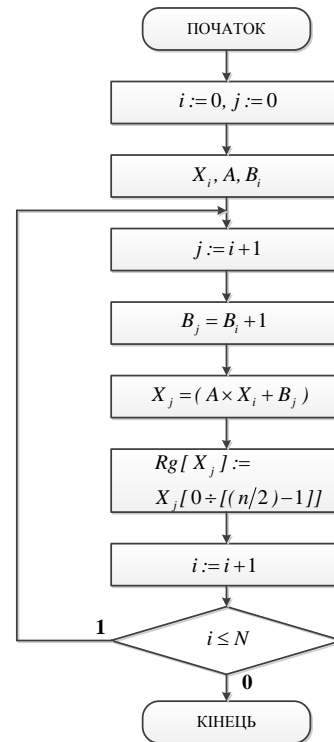 ПОЧАТОК
i := 0, j := 0
X_i, A, B_i
j := i + 1
B_j = B_i + 1
X_j = ( A × X_i + B_j )
Rg[ X_j ] :=
X_j [ 0 ÷ [( n/2 ) − 1 ]]
i := i + 1
1
i ≤ N
0
КІНЕЦЬ